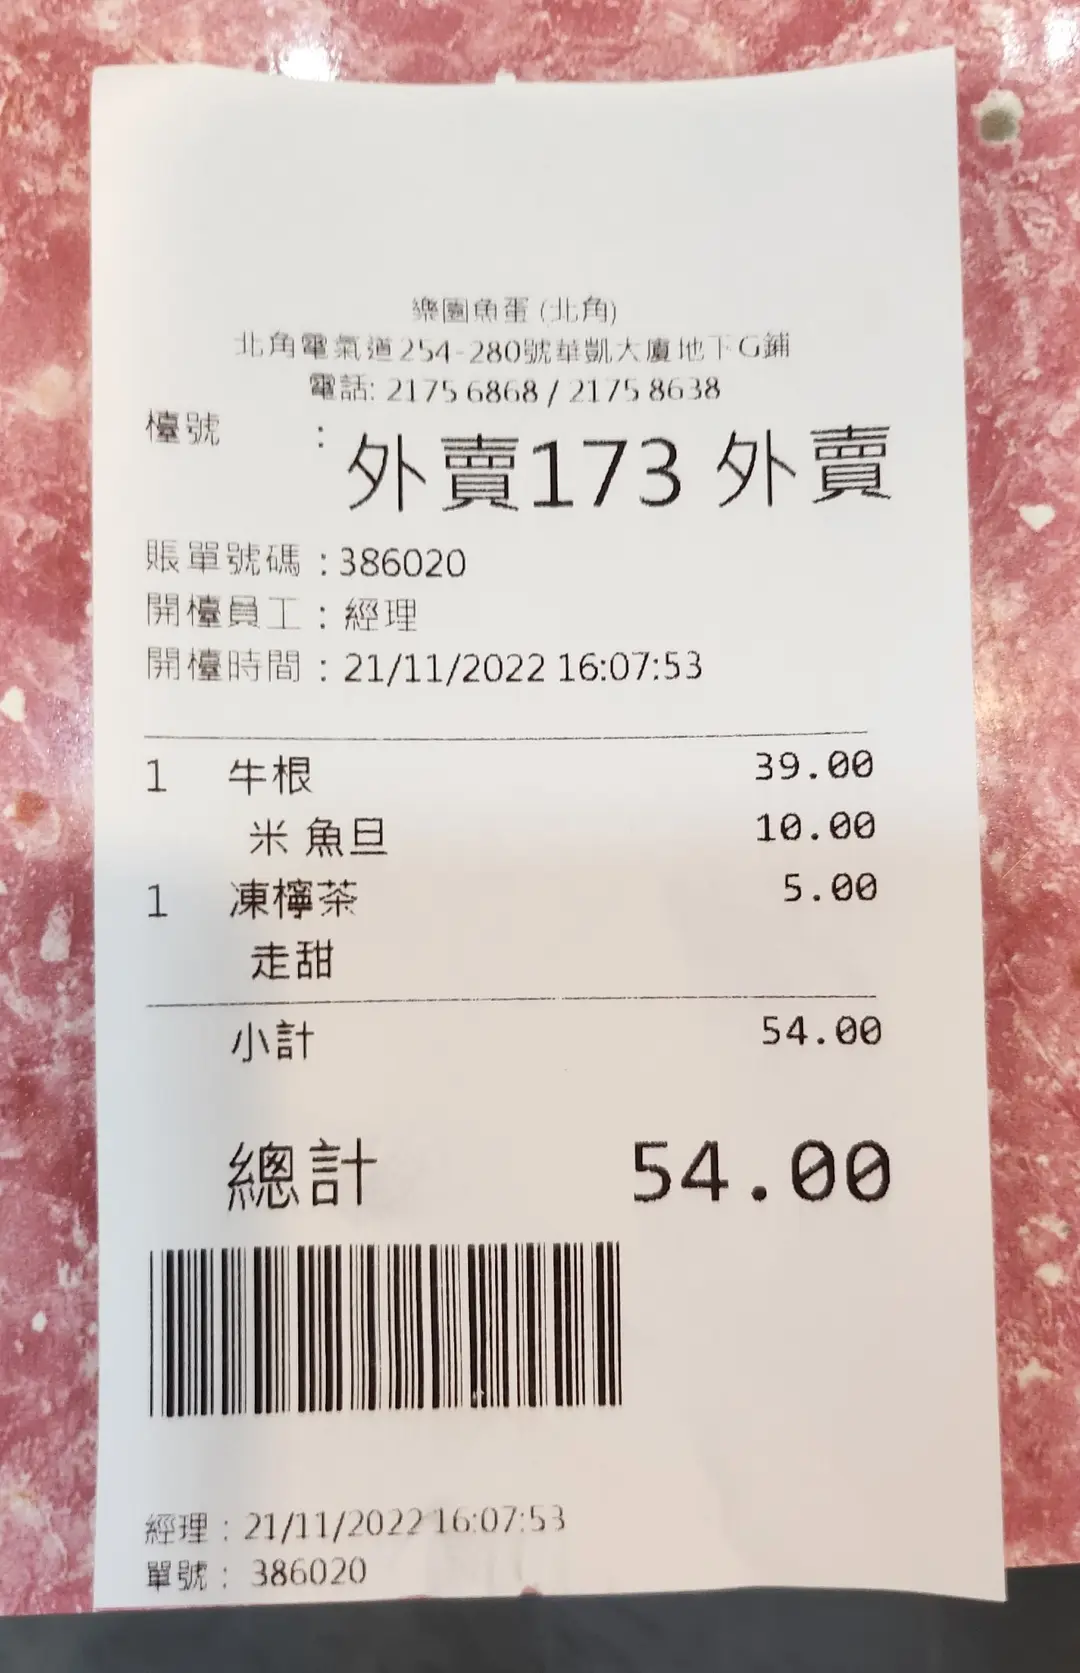 樂園魚蛋 (北角)
北角電氣道254-280號華凱大廈地下G鋪
電話: 2175 6868 / 2175 8638
檯號 : 外賣173 外賣
賬單號碼 : 386020
開檯員工 : 經理
開檯時間 : 21/11/2022 16:07:53
1 牛根 39.00
米 魚旦 10.00
1 凍檸茶 5.00
走甜
小計 54.00
總計 54.00
經理 : 21/11/2022 16:07:53
單號 : 386020